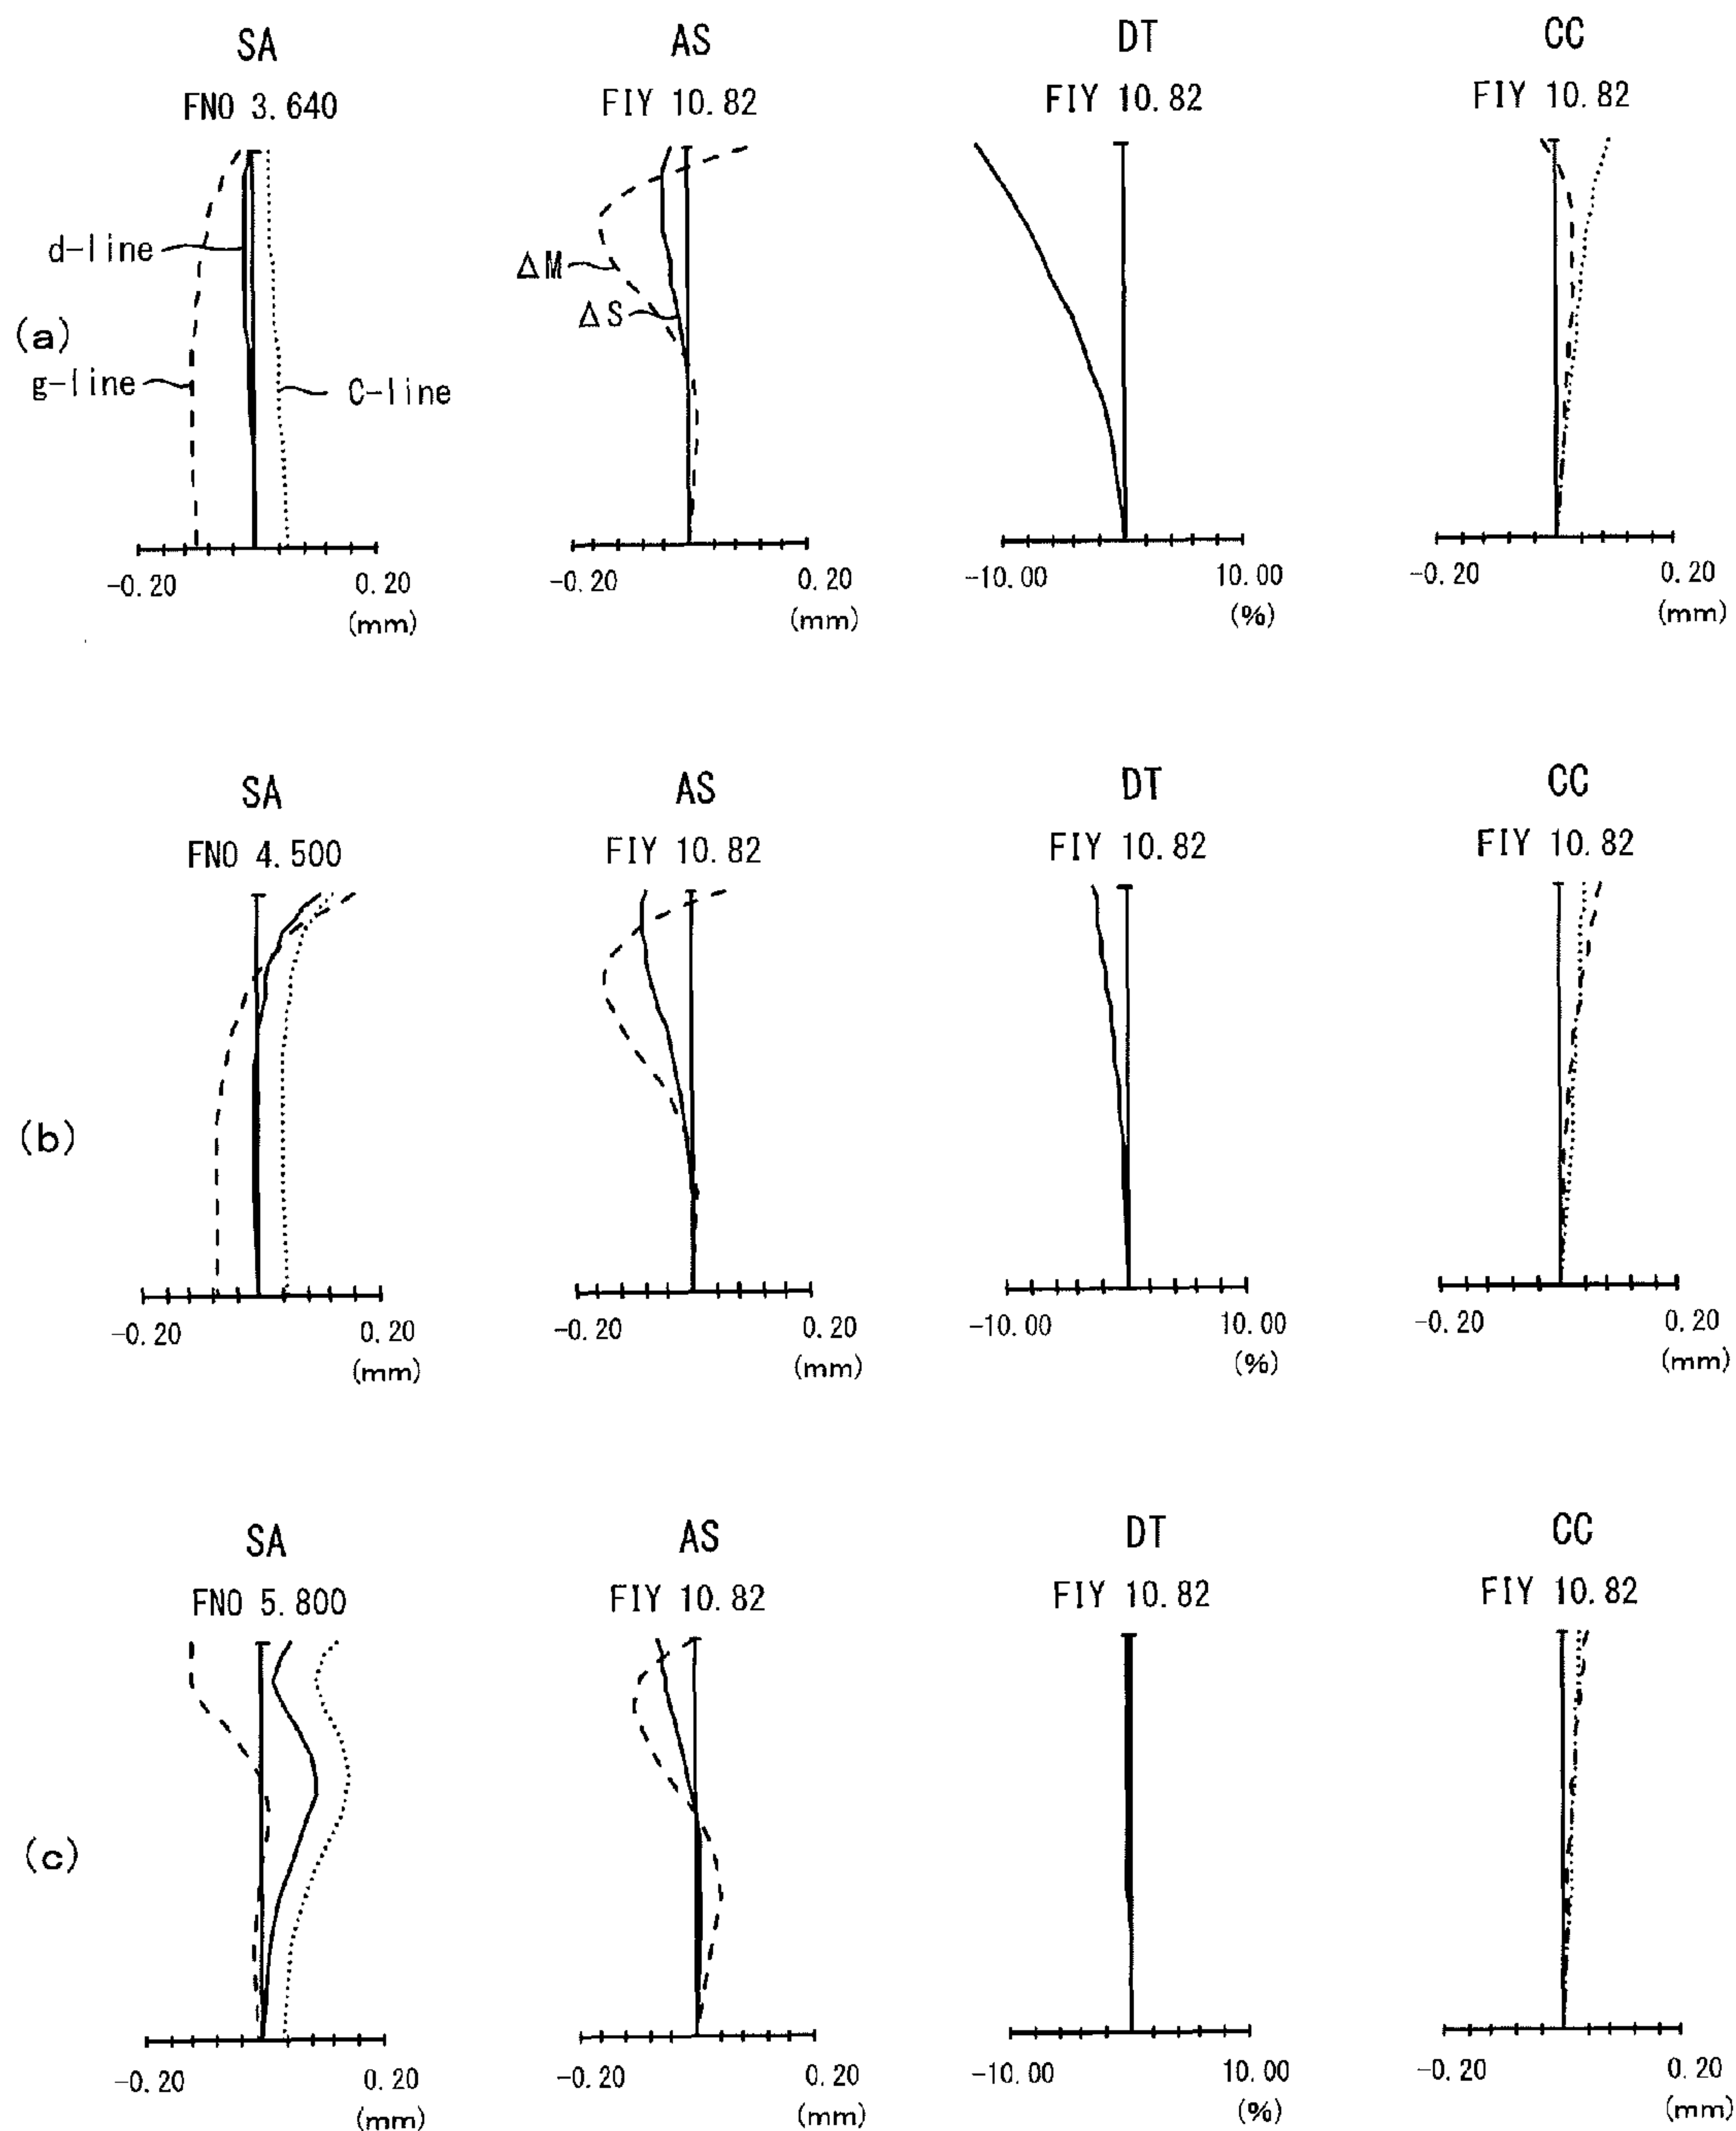 SA AS DT CC
FNO 3.640 FIY 10.82 FIY 10.82 FIY 10.82
d-line
ΔM
ΔS
(a)
g-line C-line
-0.20 0.20 -0.20 0.20 -10.00 10.00 -0.20 0.20
(mm) (mm) (%) (mm)
SA AS DT CC
FNO 4.500 FIY 10.82 FIY 10.82 FIY 10.82
(b)
-0.20 0.20 -0.20 0.20 -10.00 10.00 -0.20 0.20
(mm) (mm) (%) (mm)
SA AS DT CC
FNO 5.800 FIY 10.82 FIY 10.82 FIY 10.82
(c)
-0.20 0.20 -0.20 0.20 -10.00 10.00 -0.20 0.20
(mm) (mm) (%) (mm)